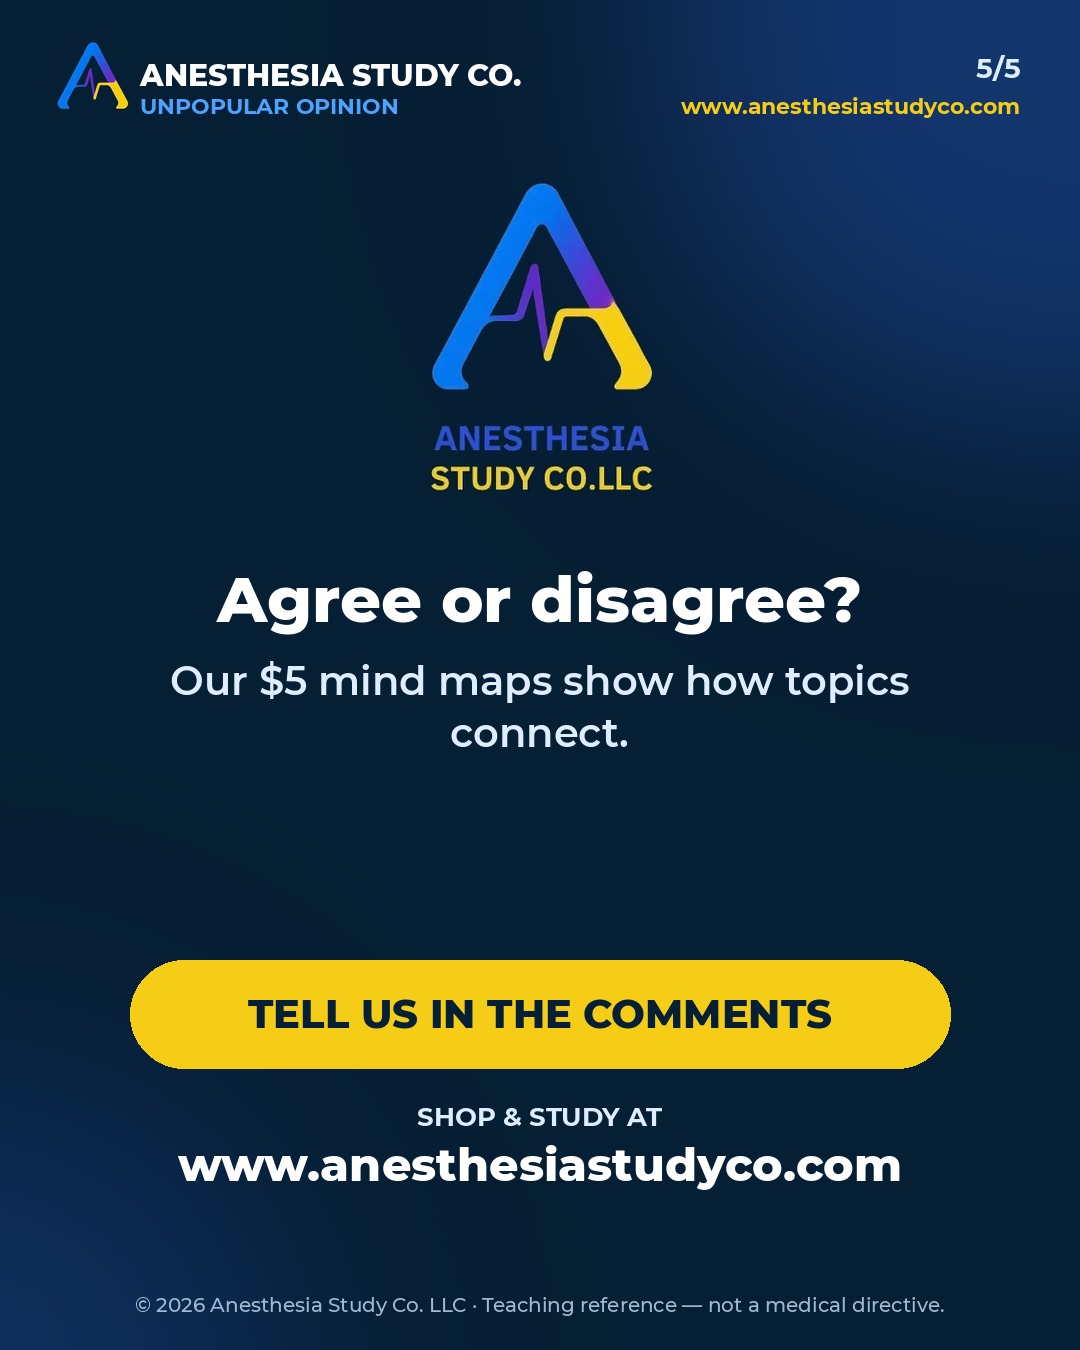 ANESTHESIA STUDY CO.
UNPOPULAR OPINION
5/5
www.anesthesiastudyco.com
ANESTHESIA
STUDY CO.LLC
Agree or disagree?
Our $5 mind maps show how topics
connect.
TELL US IN THE COMMENTS
SHOP & STUDY AT
www.anesthesiastudyco.com
© 2026 Anesthesia Study Co. LLC · Teaching reference — not a medical directive.